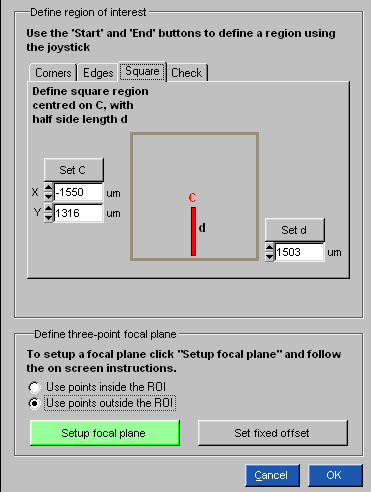 Define region of interest
Use the 'Start' and 'End' buttons to define a region using
the joystick
Corners Edges Square Check
Define square region
centred on C, with
half side length d
Set C
X -1550 um
Y 1316 um
C
d
Set d
1503 um
Define three-point focal plane
To setup a focal plane click "Setup focal plane" and follow
the on screen instructions.
Use points inside the ROI
Use points outside the ROI
Setup focal plane Set fixed offset
Cancel OK